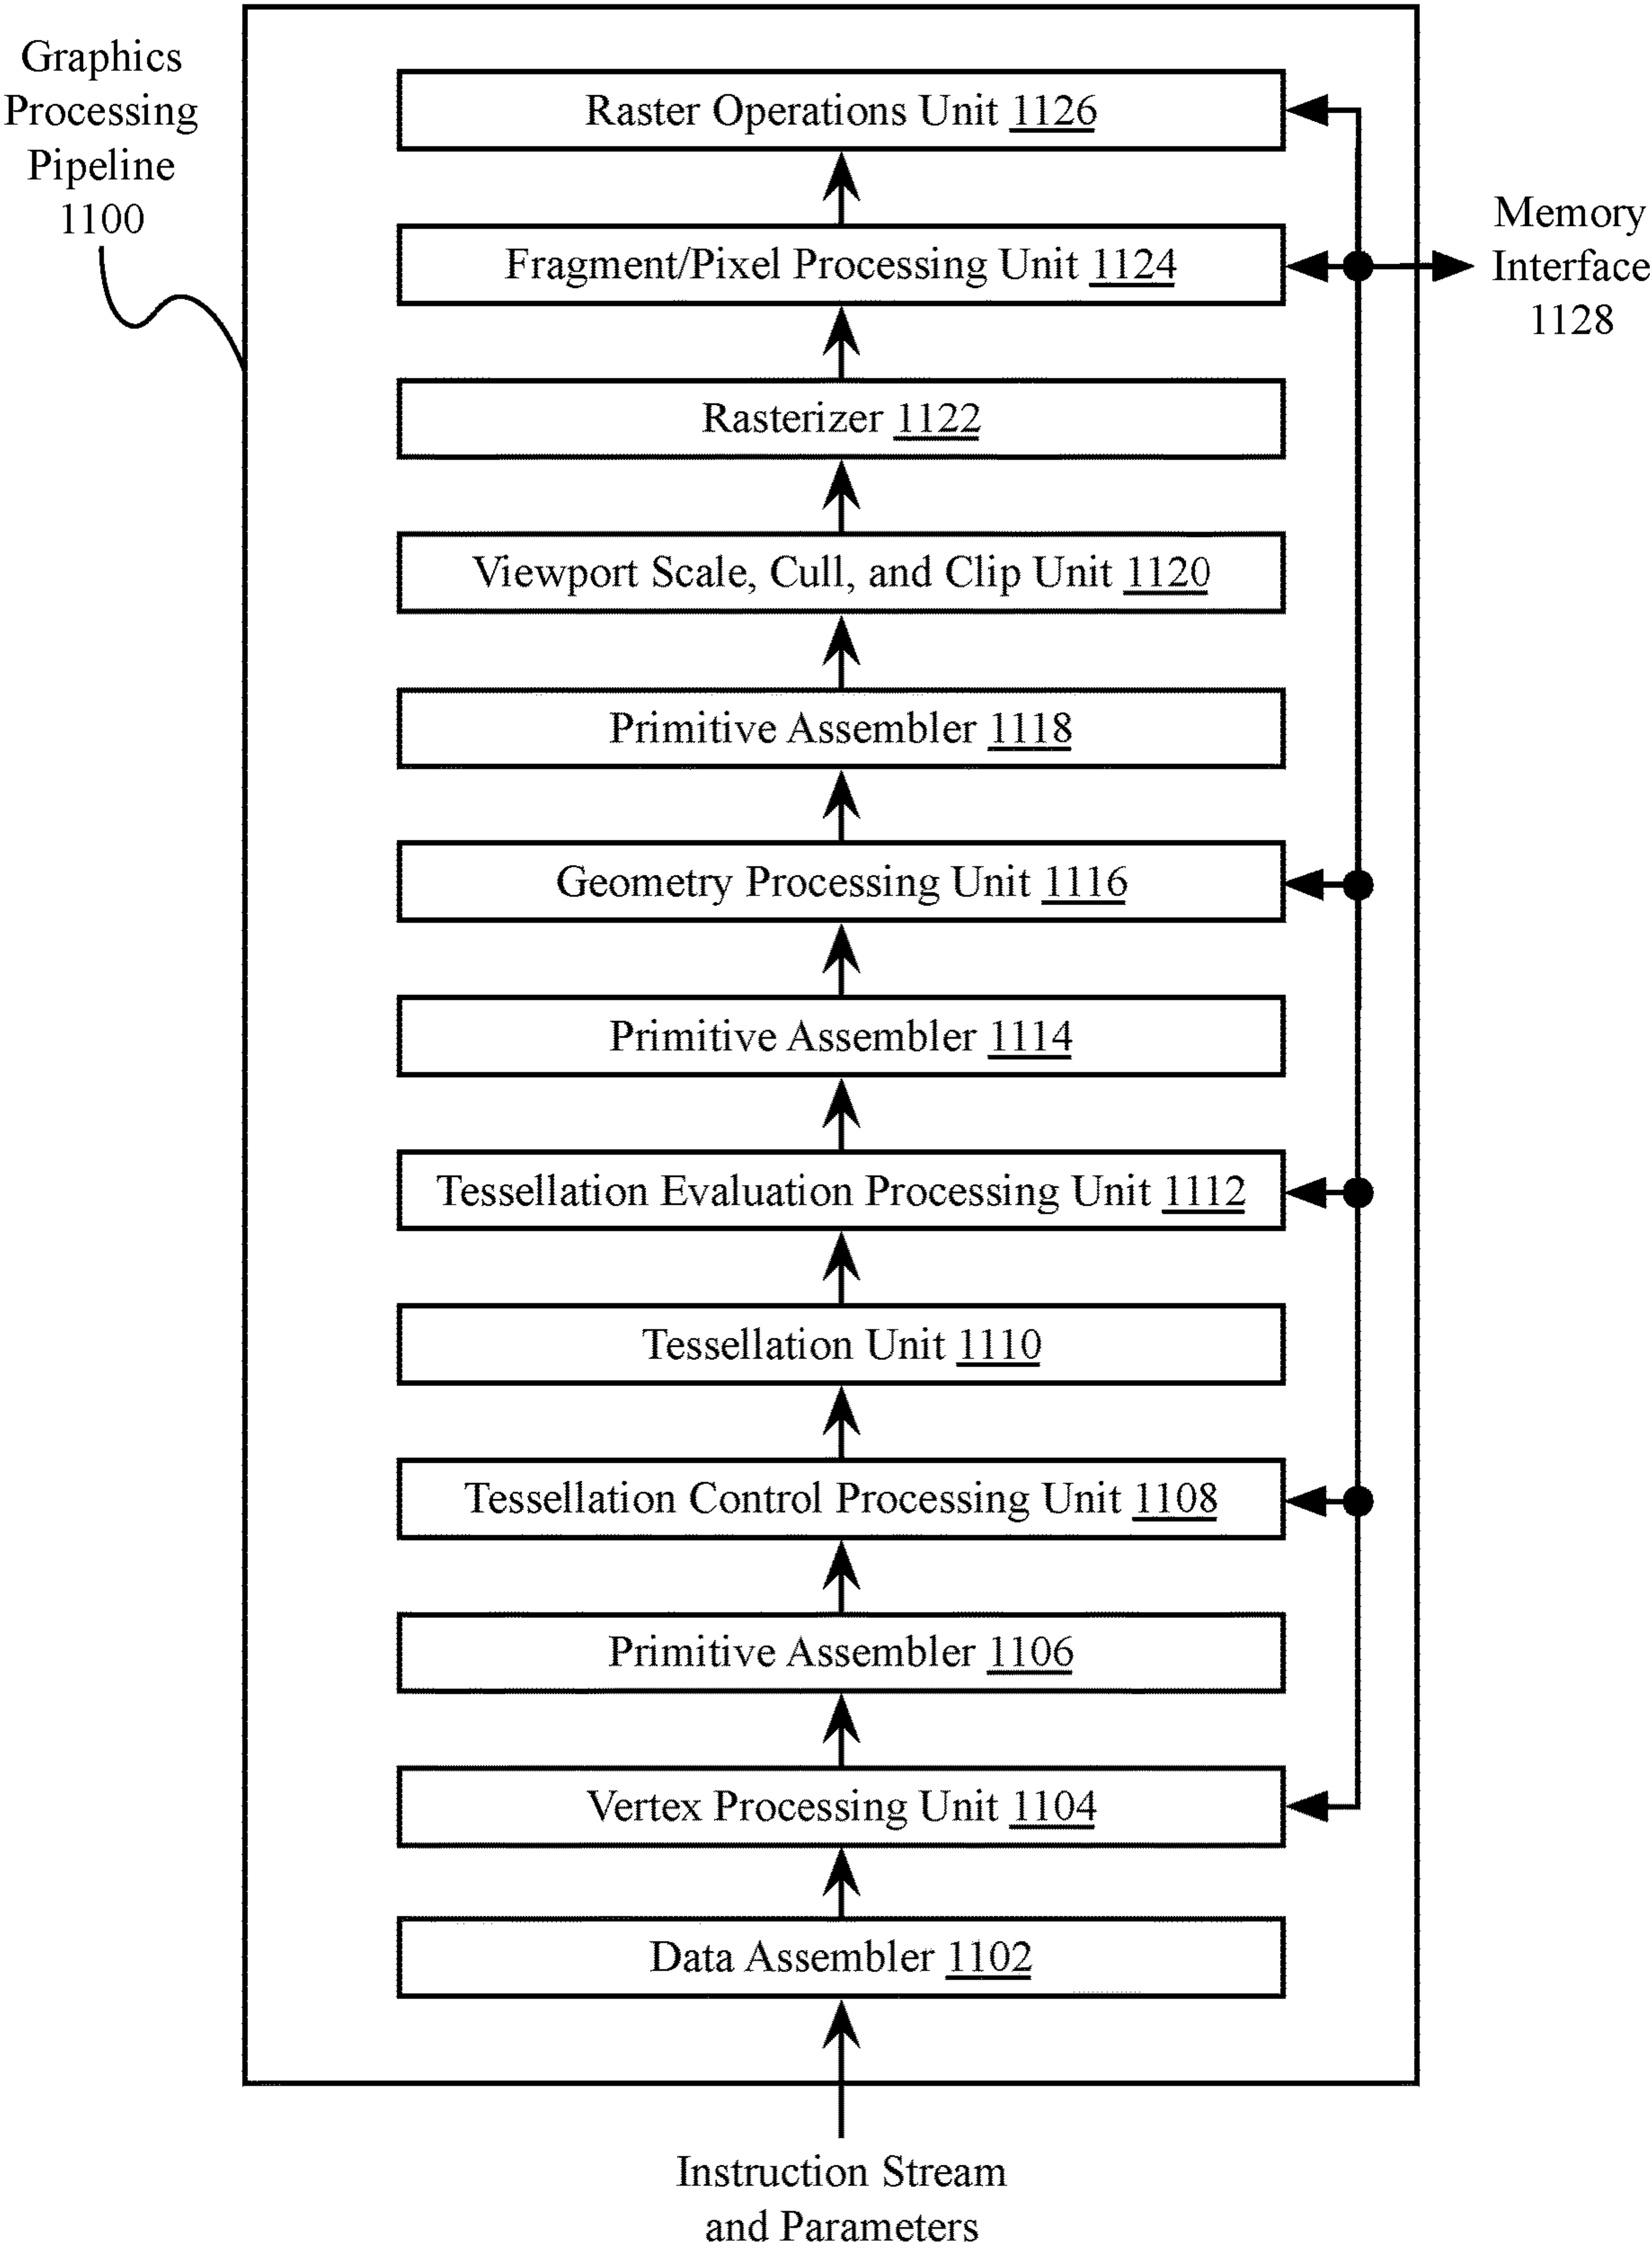 Graphics
Processing
Pipeline
1100
Raster Operations Unit 1126
Fragment/Pixel Processing Unit 1124
Memory
Interface
1128
Rasterizer 1122
Viewport Scale, Cull, and Clip Unit 1120
Primitive Assembler 1118
Geometry Processing Unit 1116
Primitive Assembler 1114
Tessellation Evaluation Processing Unit 1112
Tessellation Unit 1110
Tessellation Control Processing Unit 1108
Primitive Assembler 1106
Vertex Processing Unit 1104
Data Assembler 1102
Instruction Stream
and Parameters